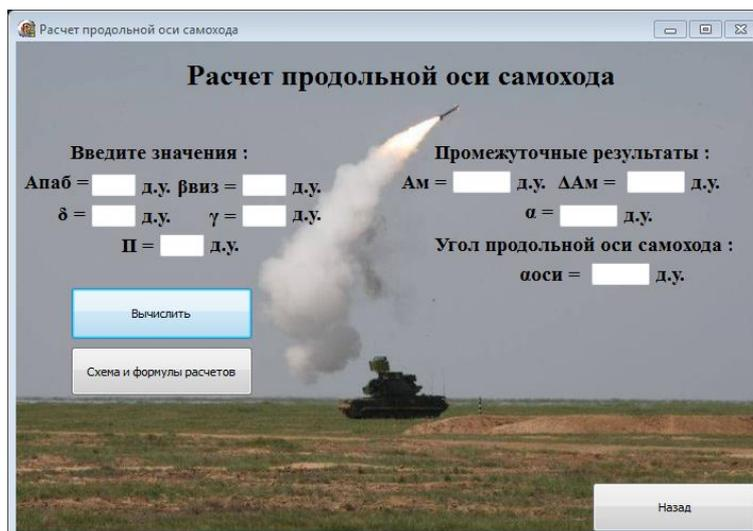 Расчет продольной оси самохода
Расчет продольной оси самохода
Введите значения :
Апаб = д.у. βвиз = д.у.
δ = д.у. γ = д.у.
П = д.у.
Вычислить
Схема и формулы расчетов
Промежуточные результаты :
Ам = д.у. ΔАм = д.у.
α = д.у.
Угол продольной оси самохода :
αоси = д.у.
Назад